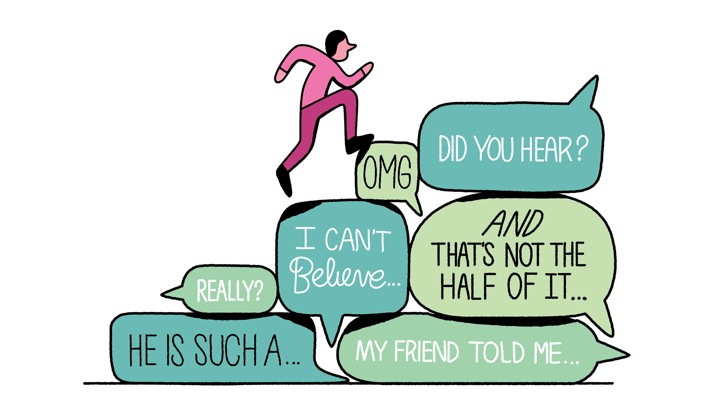 DID YOU HEAR?
OMG
I CAN'T
Believe...
AND
THAT'S NOT THE
HALF OF IT...
REALLY?
HE IS SUCH A...
MY FRIEND TOLD ME...